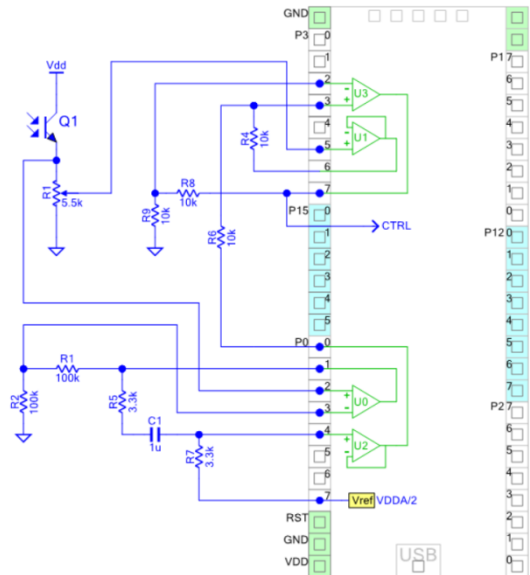 GND
P3
0
1
P17
Vdd
2
U3
6
Q1
3
5
4
R4
10k
U1
4
5
3
6
2
R8
10k
7
1
R1
5.5k
R9
10k
P15
0
0
CTRL
1
P12
0
R6
10k
2
1
3
2
4
3
5
4
P0
0
5
R1
100k
1
6
R2
100k
R5
3.3k
2
U0
7
3
P27
C1
1u
4
U2
6
R7
3.3k
5
5
6
4
7
Vref
VDDA/2
3
RST
2
GND
USB
1
VDD
0